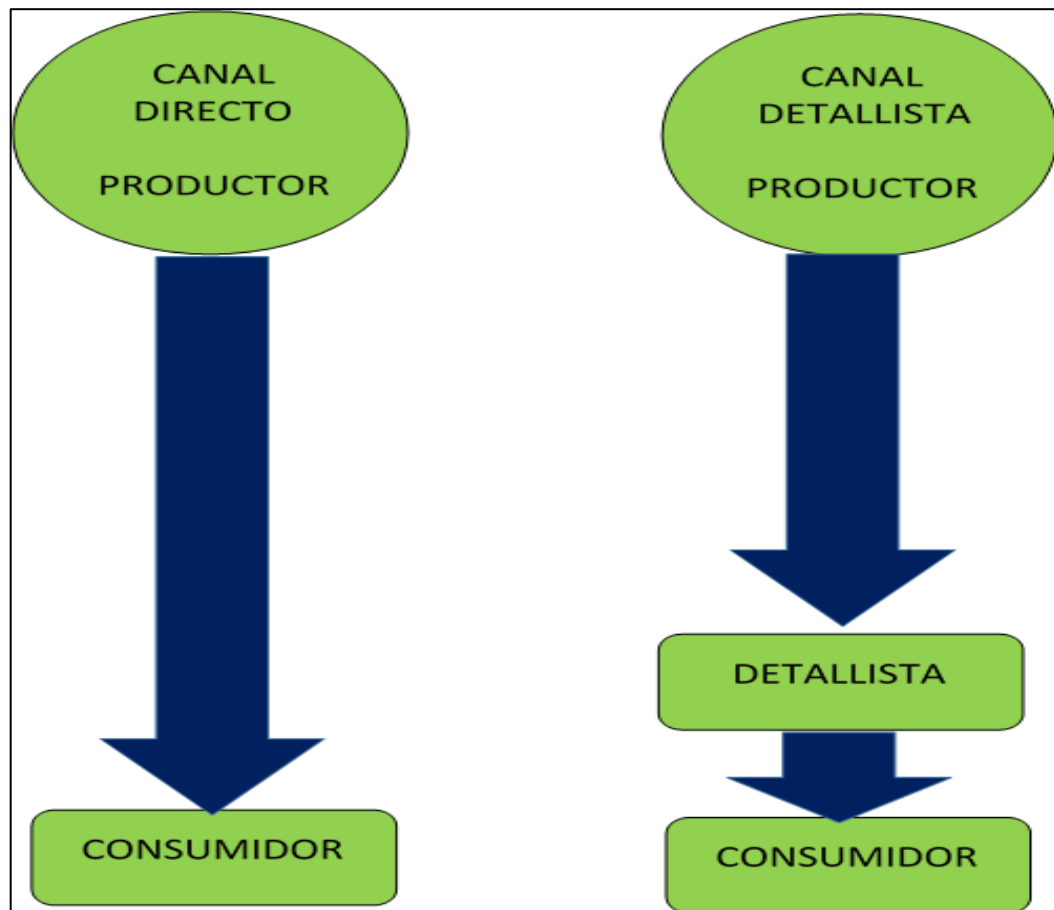 CANAL
DIRECTO
PRODUCTOR
CONSUMIDOR
CANAL
DETALLISTA
PRODUCTOR
DETALLISTA
CONSUMIDOR